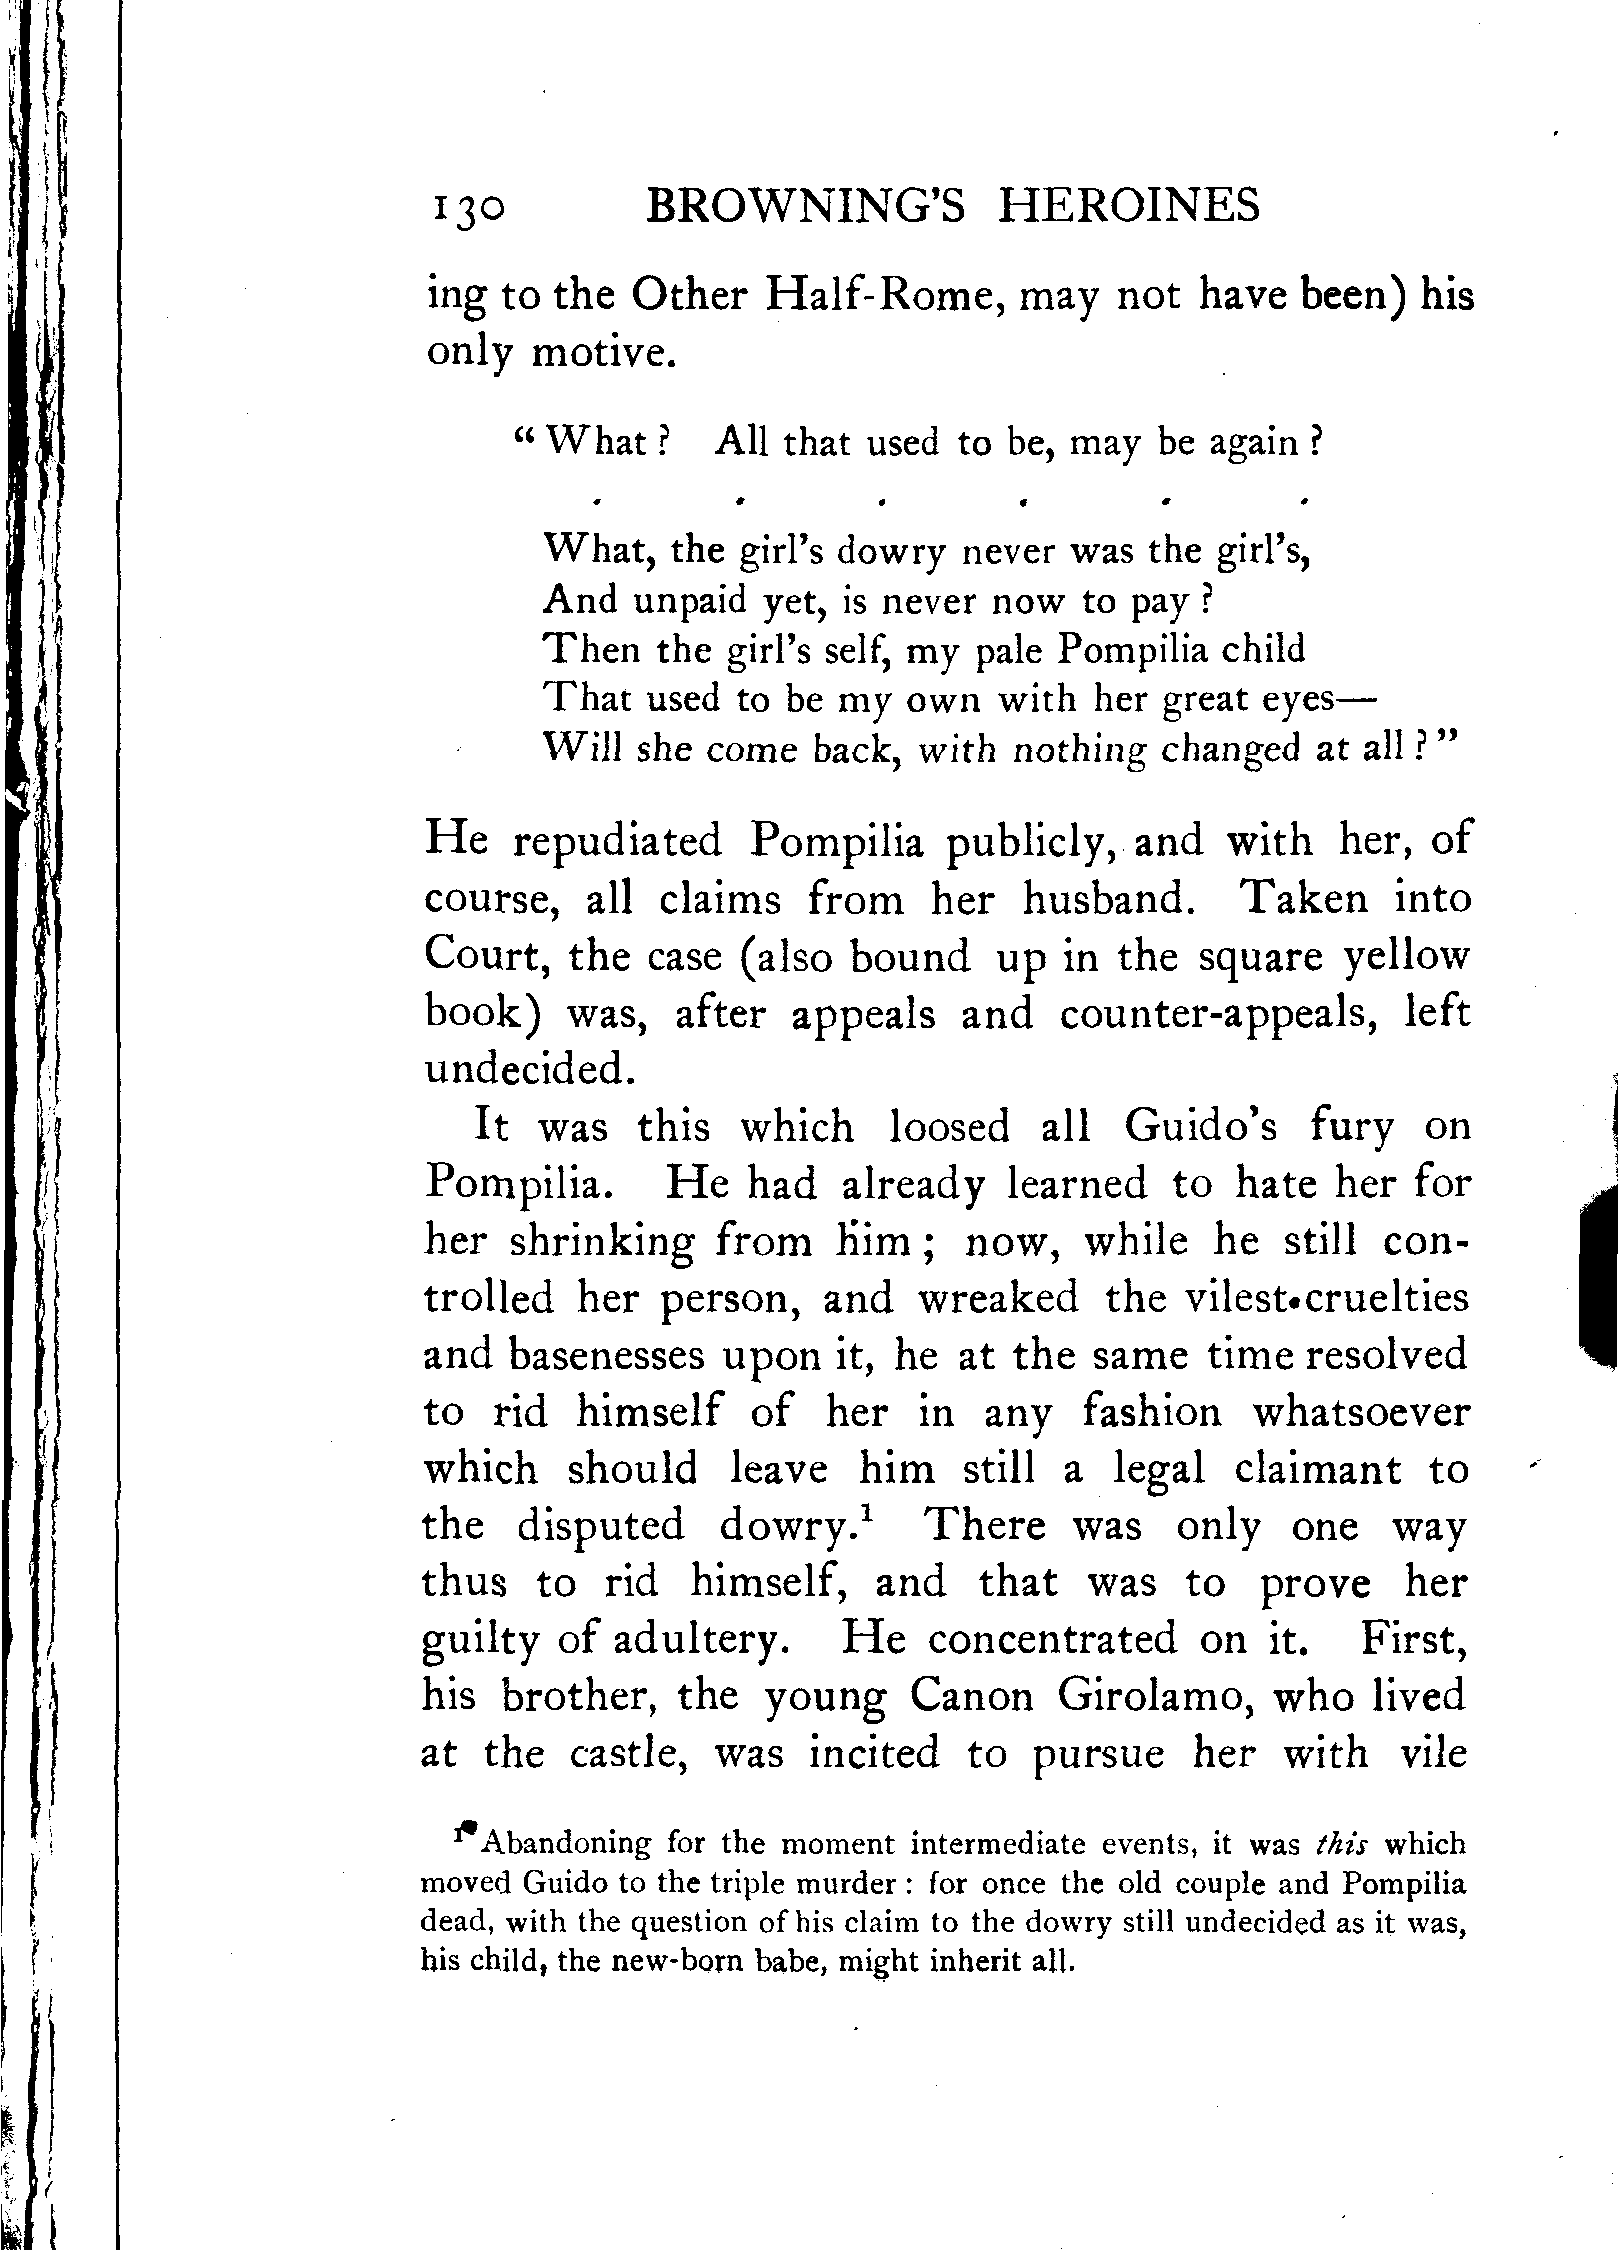 130 BROWNING'S HEROINES
ing to the Other Half-Rome, may not have been) his
only motive.
“ What ? All that used to be, may be again ?
. . . . . .
What, the girl's dowry never was the girl's,
And unpaid yet, is never now to pay ?
Then the girl's self, my pale Pompilia child
That used to be my own with her great eyes—
Will she come back, with nothing changed at all ? ”
He repudiated Pompilia publicly, and with her, of
course, all claims from her husband. Taken into
Court, the case (also bound up in the square yellow
book) was, after appeals and counter-appeals, left
undecided.
It was this which loosed all Guido's fury on
Pompilia. He had already learned to hate her for
her shrinking from him ; now, while he still con-
trolled her person, and wreaked the vilest cruelties
and basenesses upon it, he at the same time resolved
to rid himself of her in any fashion whatsoever
which should leave him still a legal claimant to
the disputed dowry.¹ There was only one way
thus to rid himself, and that was to prove her
guilty of adultery. He concentrated on it. First,
his brother, the young Canon Girolamo, who lived
at the castle, was incited to pursue her with vile
¹ Abandoning for the moment intermediate events, it was this which
moved Guido to the triple murder : for once the old couple and Pompilia
dead, with the question of his claim to the dowry still undecided as it was,
his child, the new-born babe, might inherit all.